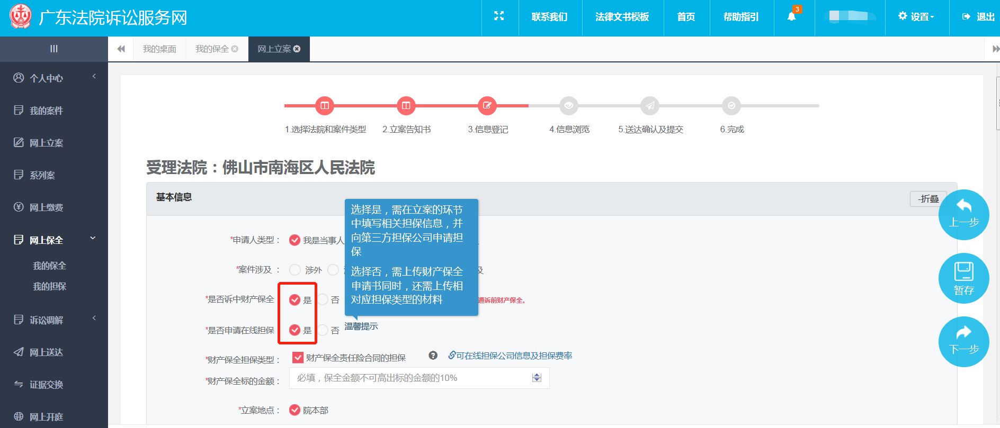 广东法院诉讼服务网
联系我们
法律文书模板
首页
帮助指引
3
设置
退出
我的桌面
我的保全
网上立案
个人中心
我的案件
网上立案
系列案
网上缴费
网上保全
我的保全
我的担保
诉讼调解
网上送达
证据交换
网上开庭
1.选择法院和案件类型
2.立案告知书
3.信息登记
4.信息浏览
5.送达确认及提交
6.完成
受理法院：佛山市南海区人民法院
基本信息
-折叠
选择是，需在立案的环节
中填写相关担保信息，并
向第三方担保公司申请担
保
选择否，需上传财产保全
申请书同时，还需上传相
对应担保类型的材料
*申请人类型： 我是当事人
*案件涉及 ： 涉外 及
*是否诉中财产保全 是 否 通诉前财产保全。
*是否申请在线担保 是 否 温馨提示
*财产保全担保类型： 财产保全责任险合同的担保 ? 可在线担保公司信息及担保费率
*财产保全标的金额： 必填，保全金额不可高出标的金额的10%
*立案地点： 院本部
上一步
暂存
下一步